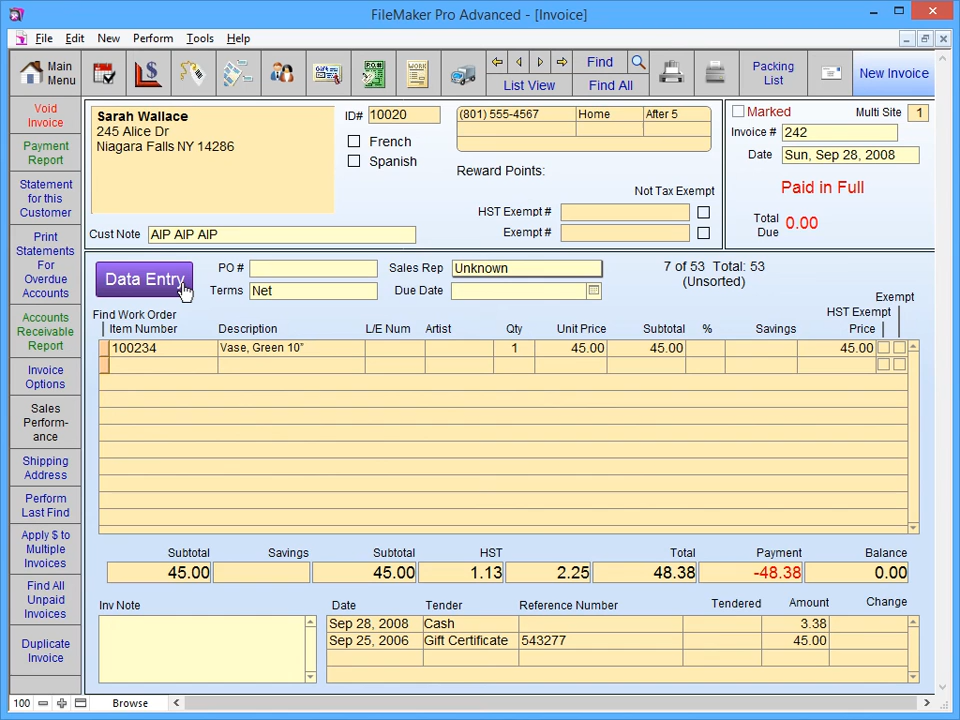 FileMaker Pro Advanced - [Invoice]
File Edit New Perform Tools Help
Main Menu
Find
List View
Find All
Packing List
New Invoice
Void Invoice
Payment Report
Statement for this Customer
Print Statements For Overdue Accounts
Accounts Receivable Report
Invoice Options
Sales Perform- ance
Shipping Address
Perform Last Find
Apply $ to Multiple Invoices
Find All Unpaid Invoices
Duplicate Invoice
Sarah Wallace
245 Alice Dr
Niagara Falls NY 14286
ID# 10020
French
Spanish
Cust Note AIP AIP AIP
(801) 555-4567 Home After 5
Reward Points:
Not Tax Exempt
HST Exempt #
Exempt #
Marked Multi Site 1
Invoice # 242
Date Sun, Sep 28, 2008
Paid in Full
Total Due 0.00
Data Entry
PO # Sales Rep Unknown
Terms Net Due Date
7 of 53 Total: 53
(Unsorted)
Exempt
Find Work Order HST Exempt
Item Number Description L/E Num Artist Qty Unit Price Subtotal % Savings Price
100234 Vase, Green 10" 1 45.00 45.00 45.00
Subtotal Savings Subtotal HST Total Payment Balance
45.00 45.00 1.13 2.25 48.38 -48.38 0.00
Inv Note
Date Tender Reference Number Tendered Amount Change
Sep 28, 2008 Cash 3.38
Sep 25, 2006 Gift Certificate 543277 45.00
100 Browse